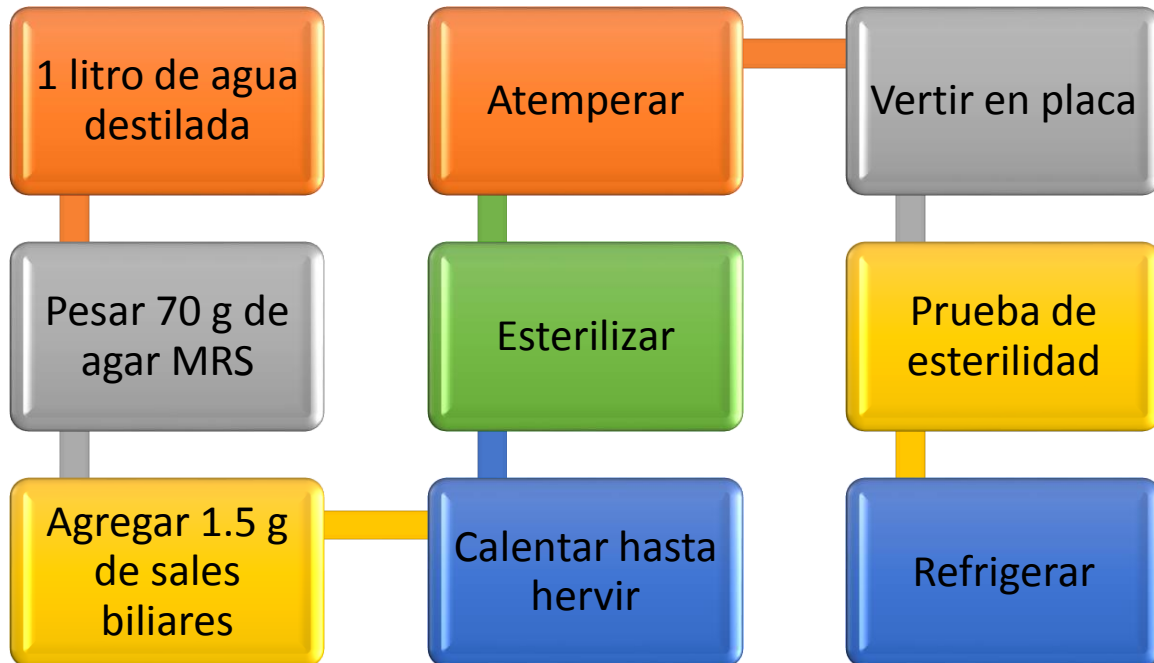 1 litro de agua
destilada
Pesar 70 g de
agar MRS
Agregar 1.5 g
de sales
biliares
Calentar hasta
hervir
Esterilizar
Atemperar
Vertir en placa
Prueba de
esterilidad
Refrigerar